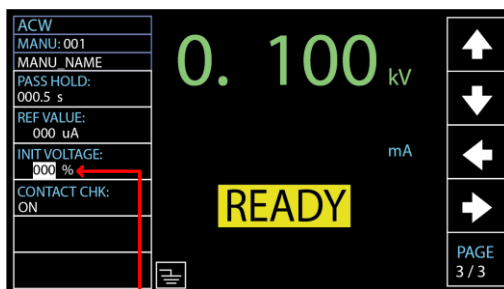 ACW
MANU: 001
MANU_NAME
PASS HOLD:
000.5 s
REF VALUE:
000 uA
INIT VOLTAGE:
000 %
CONTACT CHK:
ON
0. 100 kV
mA
READY
PAGE
3 / 3